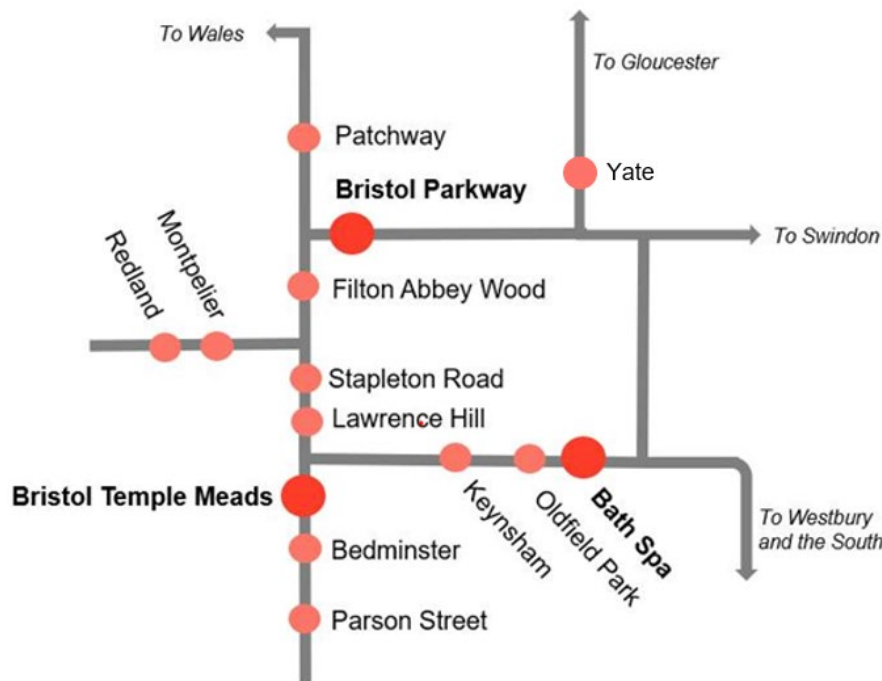 To Wales
To Gloucester
Patchway
Yate
Bristol Parkway
To Swindon
Montpelier
Redland
Filton Abbey Wood
Stapleton Road
Lawrence Hill
Bristol Temple Meads
Keynsham
Oldfield Park
Bath Spa
To Westbury
and the South
Bedminster
Parson Street